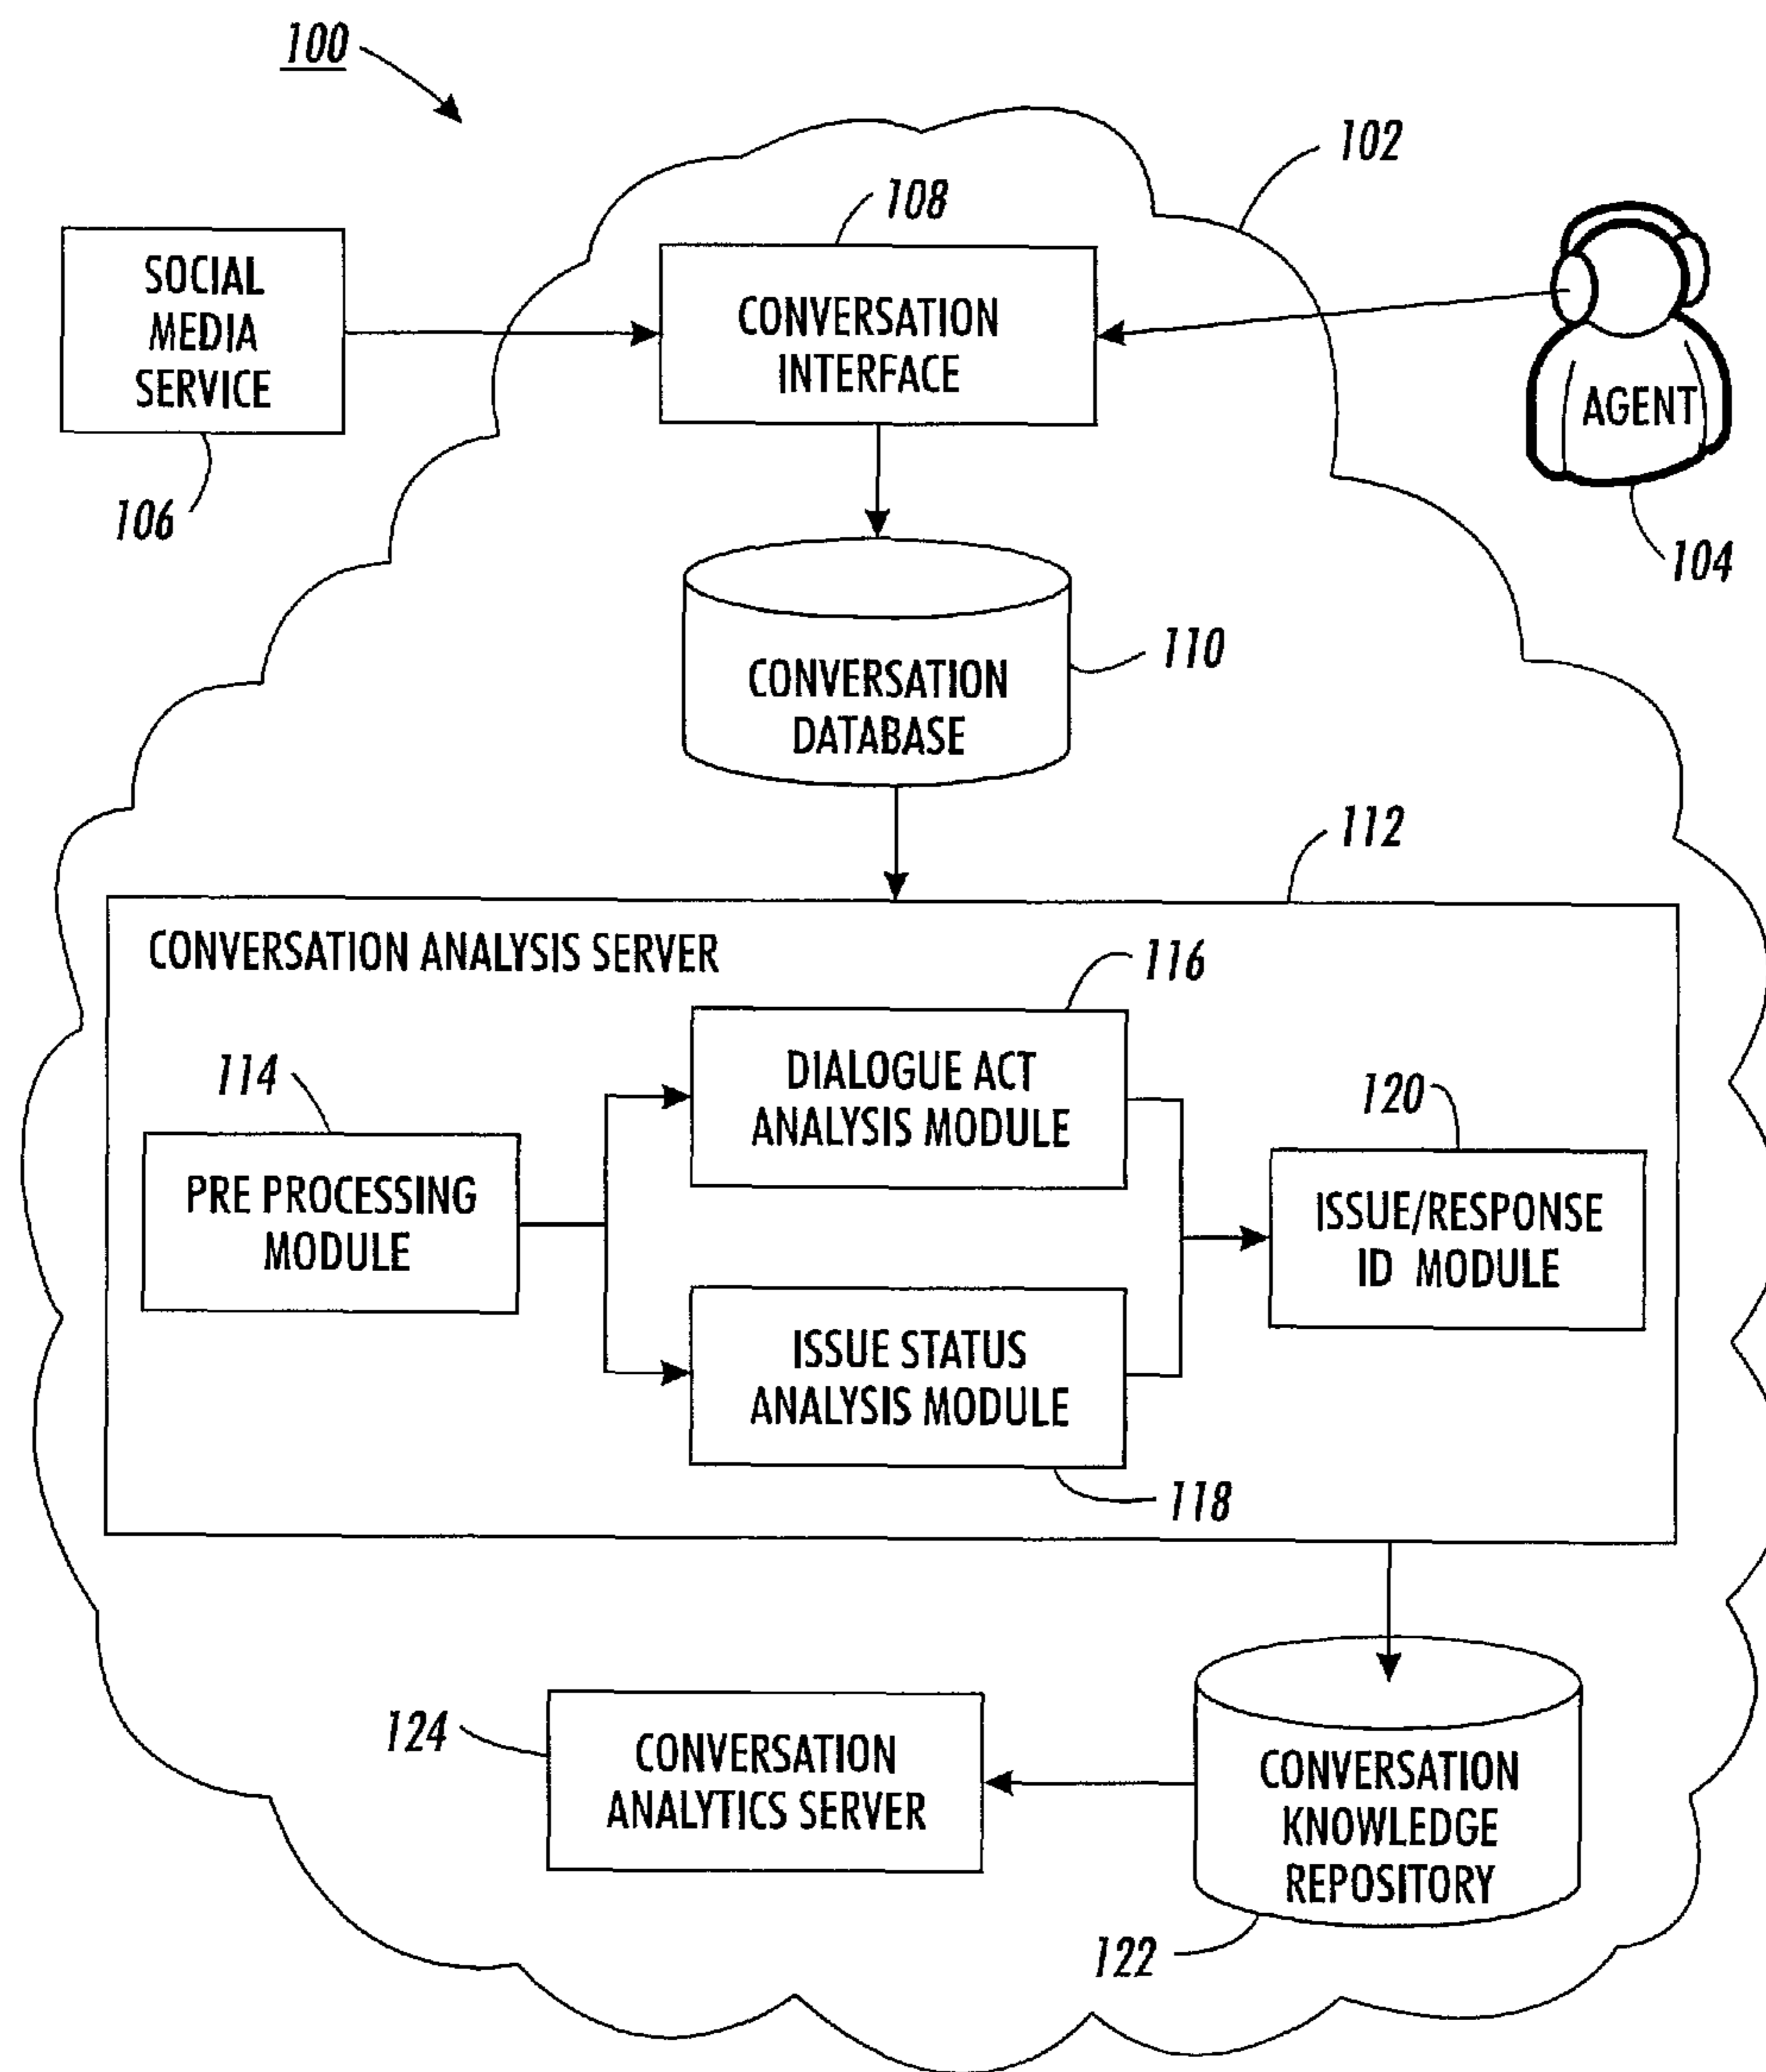 100
102
108
SOCIAL
MEDIA
SERVICE
CONVERSATION
INTERFACE
AGENT
106
104
CONVERSATION
DATABASE
110
112
CONVERSATION ANALYSIS SERVER
116
114
DIALOGUE ACT
ANALYSIS MODULE
120
PRE PROCESSING
MODULE
ISSUE/RESPONSE
ID MODULE
ISSUE STATUS
ANALYSIS MODULE
118
124
CONVERSATION
ANALYTICS SERVER
CONVERSATION
KNOWLEDGE
REPOSITORY
122